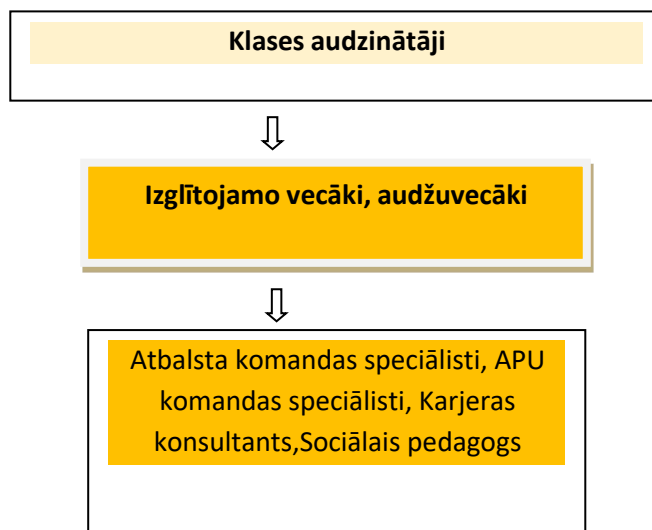 Klases audzinātāji
Izglītojamo vecāki, audžuvecāki
Atbalsta komandas speciālisti, APU
komandas speciālisti, Karjeras
konsultants,Sociālais pedagogs